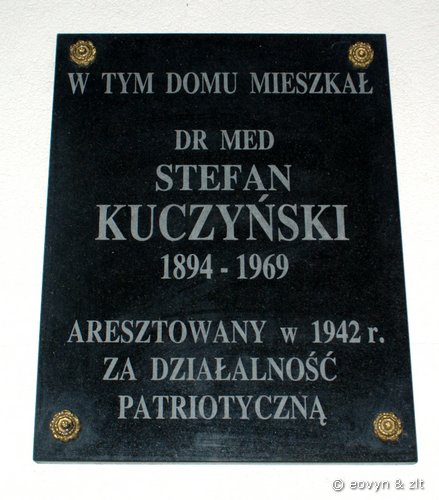 W TYM DOMU MIESZKAŁ
DR MED
STEFAN
KUCZYŃSKI
1894 - 1969
ARESZTOWANY w 1942 r.
ZA DZIAŁALNOŚĆ
PATRIOTYCZNĄ
© eovyn & zlt